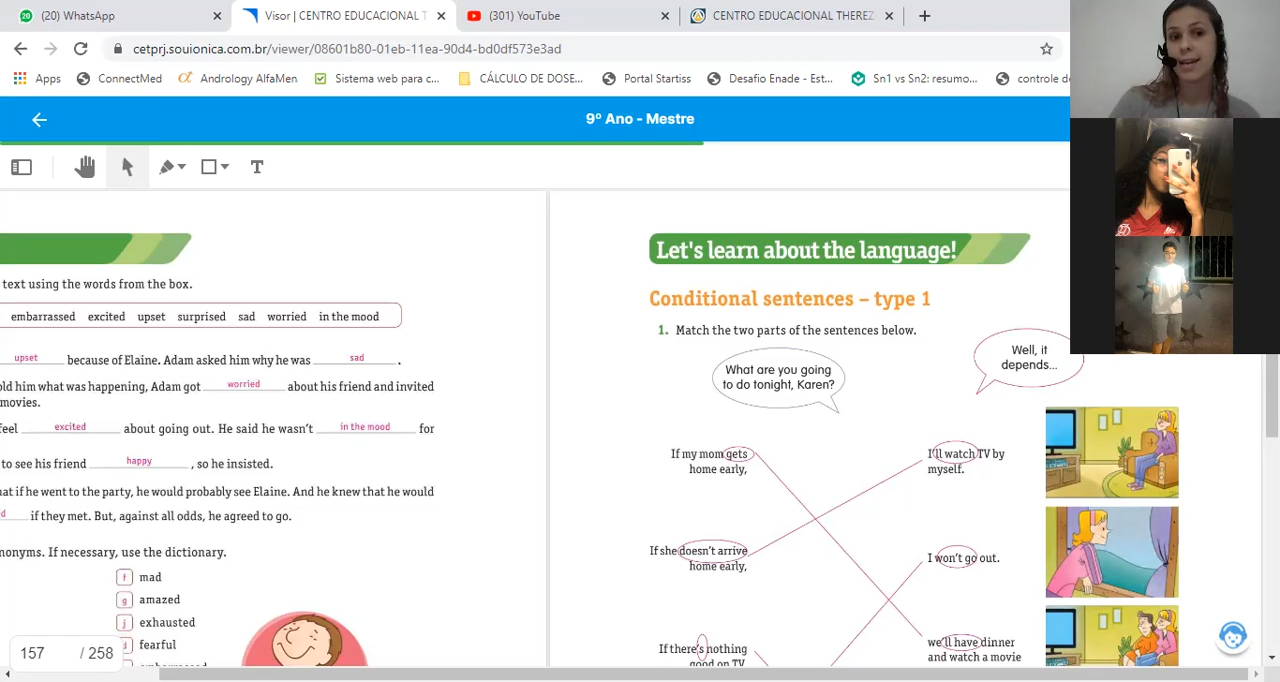 (20) WhatsApp
Visor | CENTRO EDUCACIONAL T
(301) YouTube
CENTRO EDUCACIONAL THEREZ
cetprj.souionica.com.br/viewer/08601b80-01eb-11ea-90d4-bd0df573e3ad
Apps
ConnectMed
Andrology AlfaMen
Sistema web para c...
CÁLCULO DE DOSE...
Portal Startiss
Desafio Enade - Est...
Sn1 vs Sn2: resumo...
controle d
9º Ano - Mestre
T
text using the words from the box.
embarrassed excited upset surprised sad worried in the mood
upset because of Elaine. Adam asked him why he was sad .
old him what was happening, Adam got worried about his friend and invited
movies.
feel excited about going out. He said he wasn't in the mood for
to see his friend happy , so he insisted.
at if he went to the party, he would probably see Elaine. And he knew that he would
d if they met. But, against all odds, he agreed to go.
nonyms. If necessary, use the dictionary.
f mad
g amazed
j exhausted
d fearful
157 / 258
Let's learn about the language!
Conditional sentences – type 1
1. Match the two parts of the sentences below.
What are you going
to do tonight, Karen?
Well, it
depends...
If my mom gets
home early,
I'll watch TV by
myself.
If she doesn't arrive
home early,
I won't go out.
If there's nothing
good on TV
we'll have dinner
and watch a movie